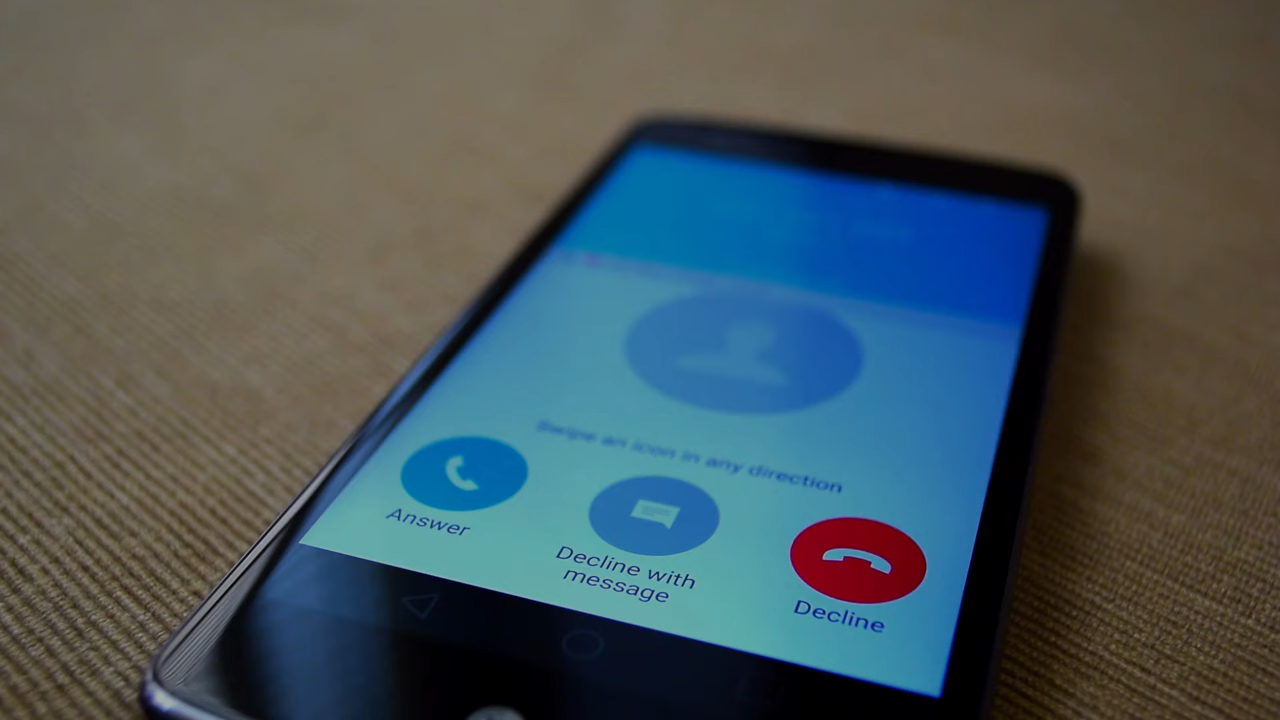 Swipe an icon in any direction
Answer
Decline with
message
Decline